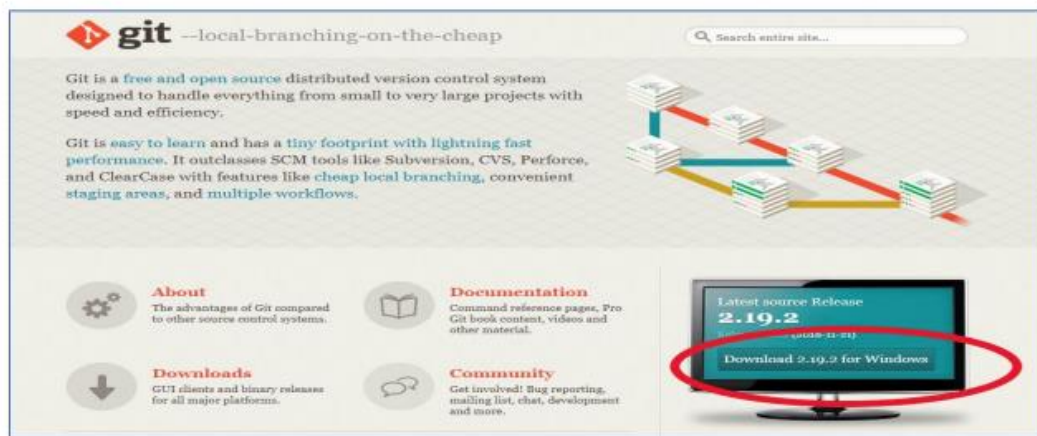 git --local-branching-on-the-cheap
Search entire site...
Git is a free and open source distributed version control system
designed to handle everything from small to very large projects with
speed and efficiency.
Git is easy to learn and has a tiny footprint with lightning fast
performance. It outclasses SCM tools like Subversion, CVS, Perforce,
and ClearCase with features like cheap local branching, convenient
staging areas, and multiple workflows.
About
The advantages of Git compared
to other source control systems.
Documentation
Command reference pages, Pro
Git book content, videos and
other material.
Downloads
GUI clients and binary releases
for all major platforms.
Community
Get involved! Bug reporting,
mailing list, chat, development
and more.
Latest source Release
2.19.2
(2018-11-21)
Download 2.19.2 for Windows